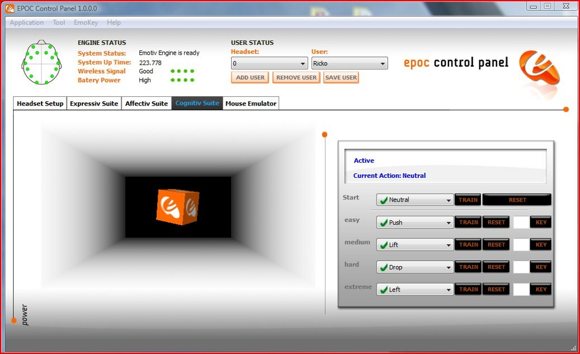 EPOC Control Panel 1.0.0.0
Application Tool EmoKey Help
ENGINE STATUS
System Status: Emotiv Engine is ready
System Up Time: 223.778
Wireless Signal Good
Batery Power High
USER STATUS
Headset: User:
0 Ricko
ADD USER REMOVE USER SAVE USER
epoc control panel
Headset Setup Expressiv Suite Affectiv Suite Cognitiv Suite Mouse Emulator
Active
Current Action: Neutral
Start Neutral TRAIN RESET
easy Push TRAIN RESET KEY
medium Lift TRAIN RESET KEY
hard Drop TRAIN RESET KEY
extreme Left TRAIN RESET KEY
power